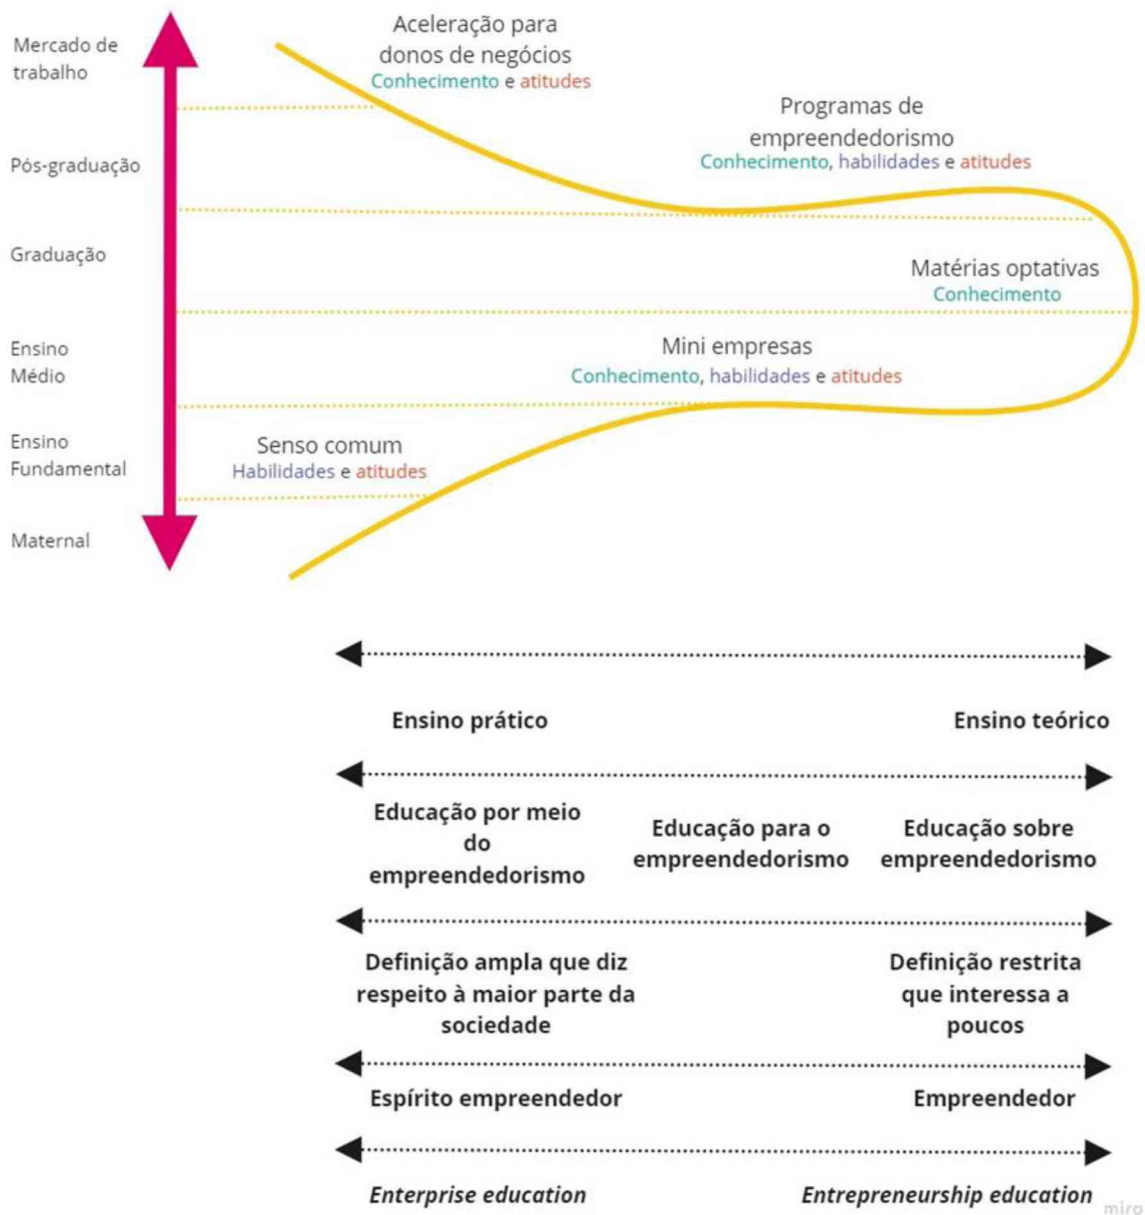 Mercado de
trabalho
Aceleração para
donos de negócios
Conhecimento e atitudes
Programas de
empreendedorismo
Conhecimento, habilidades e atitudes
Pós-graduação
Graduação
Matérias optativas
Conhecimento
Ensino
Médio
Mini empresas
Conhecimento, habilidades e atitudes
Ensino
Fundamental
Senso comum
Habilidades e atitudes
Maternal
Ensino prático
Ensino teórico
Educação por meio
do
empreendedorismo
Educação para o
empreendedorismo
Educação sobre
empreendedorismo
Definição ampla que diz
respeito à maior parte da
sociedade
Definição restrita
que interessa a
poucos
Espírito empreendedor
Empreendedor
Enterprise education
Entrepreneurship education
miro